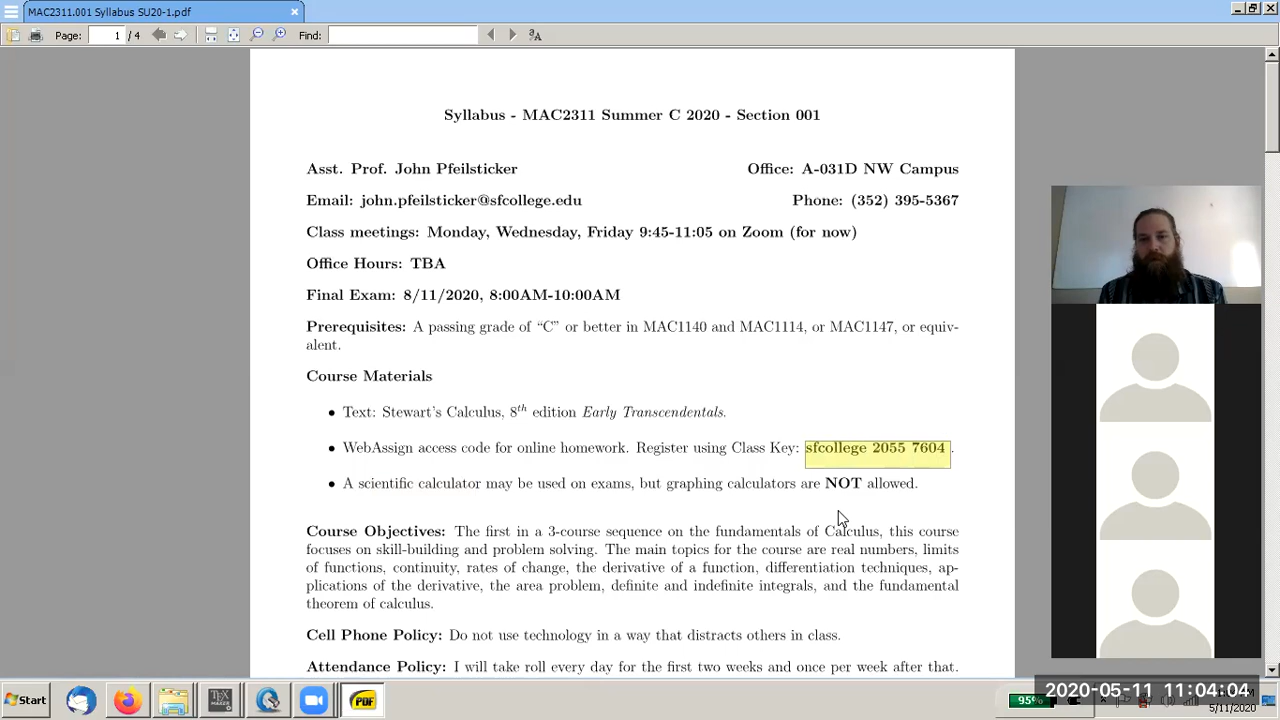 MAC2311.001 Syllabus SU20-1.pdf
Page: 1 / 4 Find:
Syllabus - MAC2311 Summer C 2020 - Section 001
Asst. Prof. John Pfeilsticker Office: A-031D NW Campus
Email: john.pfeilsticker@sfcollege.edu Phone: (352) 395-5367
Class meetings: Monday, Wednesday, Friday 9:45-11:05 on Zoom (for now)
Office Hours: TBA
Final Exam: 8/11/2020, 8:00AM-10:00AM
Prerequisites: A passing grade of “C” or better in MAC1140 and MAC1114, or MAC1147, or equiv-
alent.
Course Materials
• Text: Stewart's Calculus, 8th edition Early Transcendentals.
• WebAssign access code for online homework. Register using Class Key: sfcollege 2055 7604.
• A scientific calculator may be used on exams, but graphing calculators are NOT allowed.
Course Objectives: The first in a 3-course sequence on the fundamentals of Calculus, this course
focuses on skill-building and problem solving. The main topics for the course are real numbers, limits
of functions, continuity, rates of change, the derivative of a function, differentiation techniques, ap-
plications of the derivative, the area problem, definite and indefinite integrals, and the fundamental
theorem of calculus.
Cell Phone Policy: Do not use technology in a way that distracts others in class.
Attendance Policy: I will take roll every day for the first two weeks and once per week after that.
Start PDF 95% 2020-05-11 11:04:04
5/11/2020